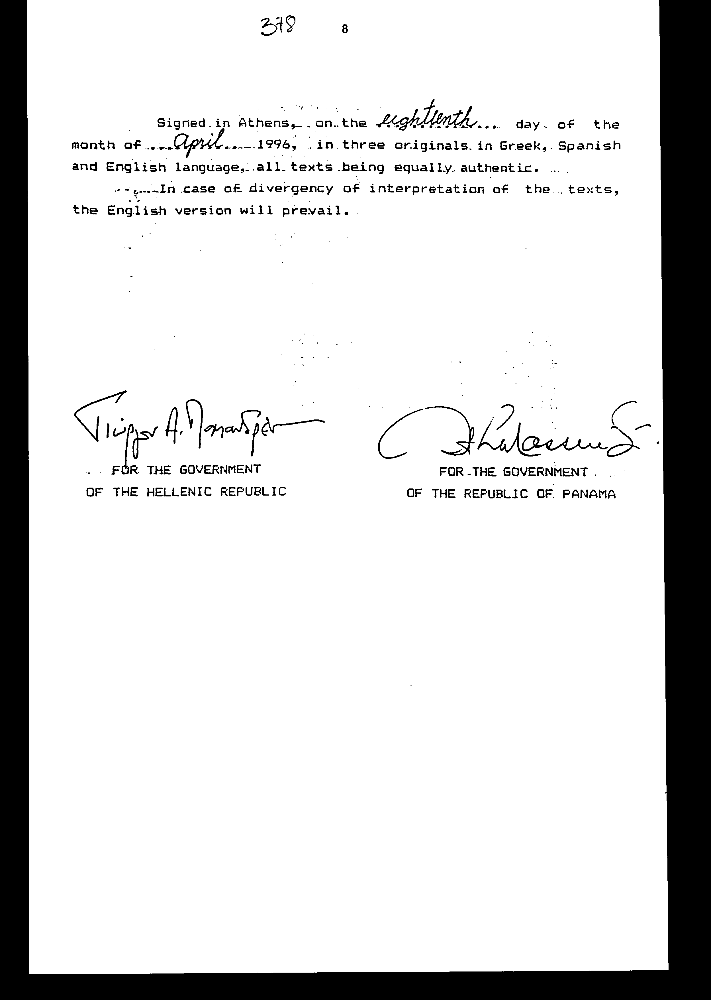 378 8
Signed in Athens, on the eighteenth... day of the
month of ....April.... 1996, in three originals in Greek, Spanish
and English language, all texts being equally authentic.
In case of divergency of interpretation of the texts,
the English version will prevail.
FOR THE GOVERNMENT FOR THE GOVERNMENT
OF THE HELLENIC REPUBLIC OF THE REPUBLIC OF PANAMA